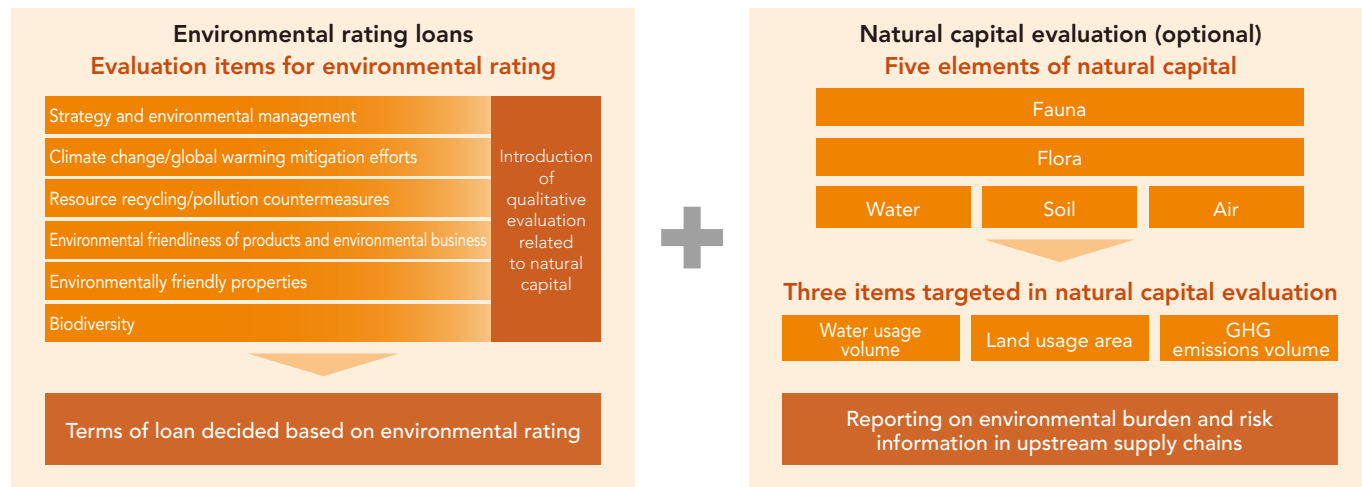 Environmental rating loans
Evaluation items for environmental rating
Strategy and environmental management
Climate change/global warming mitigation efforts
Resource recycling/pollution countermeasures
Environmental friendliness of products and environmental business
Environmentally friendly properties
Biodiversity
Introduction
of
qualitative
evaluation
related
to natural
capital
Terms of loan decided based on environmental rating
Natural capital evaluation (optional)
Five elements of natural capital
Fauna
Flora
Water
Soil
Air
Three items targeted in natural capital evaluation
Water usage
volume
Land usage area
GHG
emissions volume
Reporting on environmental burden and risk
information in upstream supply chains